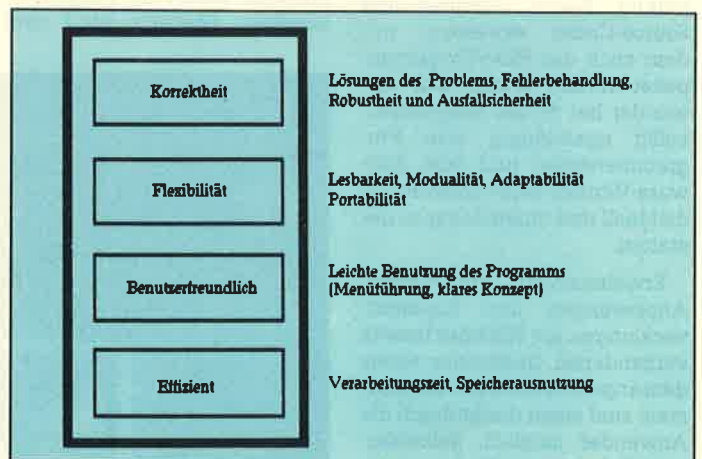 Korrektheit
Lösungen des Problems, Fehlerbehandlung,
Robustheit und Ausfallsicherheit
Flexibilität
Lesbarkeit, Modualität, Adaptabilität
Portabilität
Benutzerfreundlich
Leichte Benutzung des Programms
(Menüführung, klares Konzept)
Effizient
Verarbeitungszeit, Speicherausnutzung